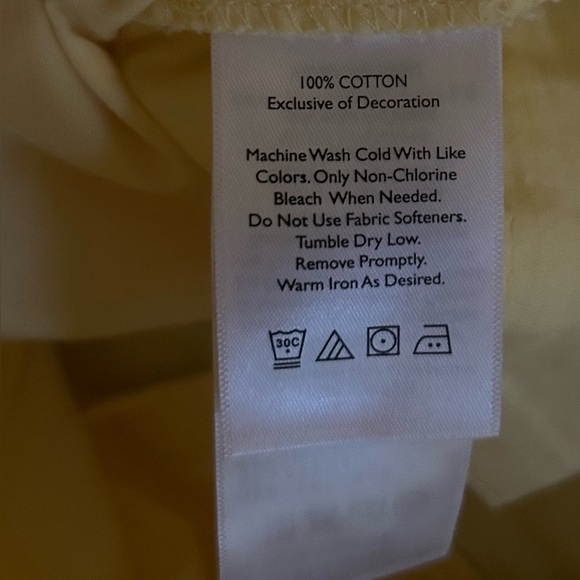 100% COTTON
Exclusive of Decoration
Machine Wash Cold With Like
Colors. Only Non-Chlorine
Bleach When Needed.
Do Not Use Fabric Softeners.
Tumble Dry Low.
Remove Promptly.
Warm Iron As Desired.
30C